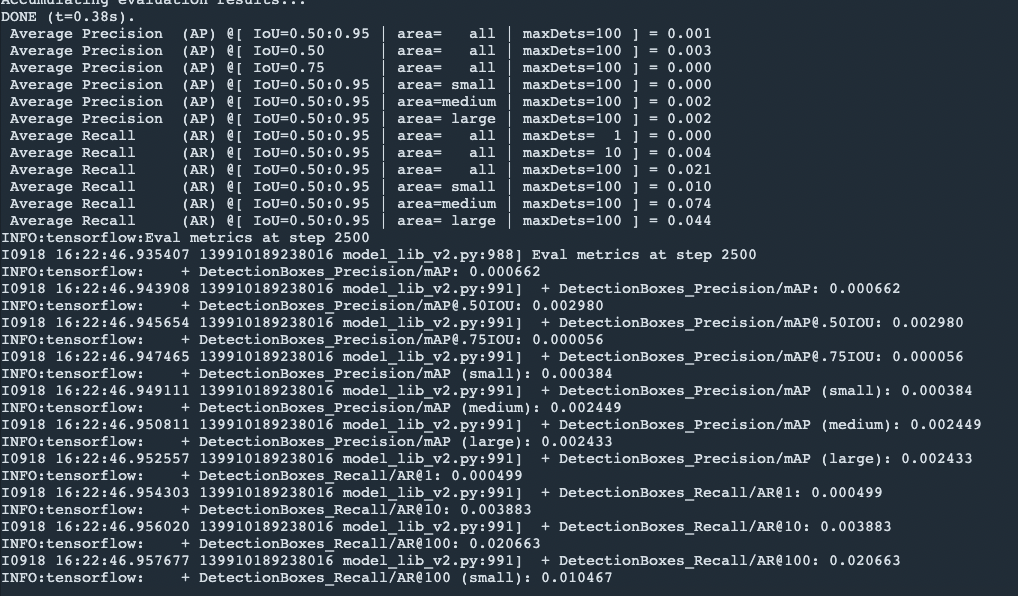 Accumulating evaluation results...
DONE (t=0.38s).
 Average Precision  (AP) @[ IoU=0.50:0.95 | area=   all | maxDets=100 ] = 0.001
 Average Precision  (AP) @[ IoU=0.50      | area=   all | maxDets=100 ] = 0.003
 Average Precision  (AP) @[ IoU=0.75      | area=   all | maxDets=100 ] = 0.000
 Average Precision  (AP) @[ IoU=0.50:0.95 | area= small | maxDets=100 ] = 0.000
 Average Precision  (AP) @[ IoU=0.50:0.95 | area=medium | maxDets=100 ] = 0.002
 Average Precision  (AP) @[ IoU=0.50:0.95 | area= large | maxDets=100 ] = 0.002
 Average Recall     (AR) @[ IoU=0.50:0.95 | area=   all | maxDets=  1 ] = 0.000
 Average Recall     (AR) @[ IoU=0.50:0.95 | area=   all | maxDets= 10 ] = 0.004
 Average Recall     (AR) @[ IoU=0.50:0.95 | area=   all | maxDets=100 ] = 0.021
 Average Recall     (AR) @[ IoU=0.50:0.95 | area= small | maxDets=100 ] = 0.010
 Average Recall     (AR) @[ IoU=0.50:0.95 | area=medium | maxDets=100 ] = 0.074
 Average Recall     (AR) @[ IoU=0.50:0.95 | area= large | maxDets=100 ] = 0.044
INFO:tensorflow:Eval metrics at step 2500
I0918 16:22:46.935407 139910189238016 model_lib_v2.py:988] Eval metrics at step 2500
INFO:tensorflow:    + DetectionBoxes_Precision/mAP: 0.000662
I0918 16:22:46.943908 139910189238016 model_lib_v2.py:991]  + DetectionBoxes_Precision/mAP: 0.000662
INFO:tensorflow:    + DetectionBoxes_Precision/mAP@.50IOU: 0.002980
I0918 16:22:46.945654 139910189238016 model_lib_v2.py:991]  + DetectionBoxes_Precision/mAP@.50IOU: 0.002980
INFO:tensorflow:    + DetectionBoxes_Precision/mAP@.75IOU: 0.000056
I0918 16:22:46.947465 139910189238016 model_lib_v2.py:991]  + DetectionBoxes_Precision/mAP@.75IOU: 0.000056
INFO:tensorflow:    + DetectionBoxes_Precision/mAP (small): 0.000384
I0918 16:22:46.949111 139910189238016 model_lib_v2.py:991]  + DetectionBoxes_Precision/mAP (small): 0.000384
INFO:tensorflow:    + DetectionBoxes_Precision/mAP (medium): 0.002449
I0918 16:22:46.950811 139910189238016 model_lib_v2.py:991]  + DetectionBoxes_Precision/mAP (medium): 0.002449
INFO:tensorflow:    + DetectionBoxes_Precision/mAP (large): 0.002433
I0918 16:22:46.952557 139910189238016 model_lib_v2.py:991]  + DetectionBoxes_Precision/mAP (large): 0.002433
INFO:tensorflow:    + DetectionBoxes_Recall/AR@1: 0.000499
I0918 16:22:46.954303 139910189238016 model_lib_v2.py:991]  + DetectionBoxes_Recall/AR@1: 0.000499
INFO:tensorflow:    + DetectionBoxes_Recall/AR@10: 0.003883
I0918 16:22:46.956020 139910189238016 model_lib_v2.py:991]  + DetectionBoxes_Recall/AR@10: 0.003883
INFO:tensorflow:    + DetectionBoxes_Recall/AR@100: 0.020663
I0918 16:22:46.957677 139910189238016 model_lib_v2.py:991]  + DetectionBoxes_Recall/AR@100: 0.020663
INFO:tensorflow:    + DetectionBoxes_Recall/AR@100 (small): 0.010467